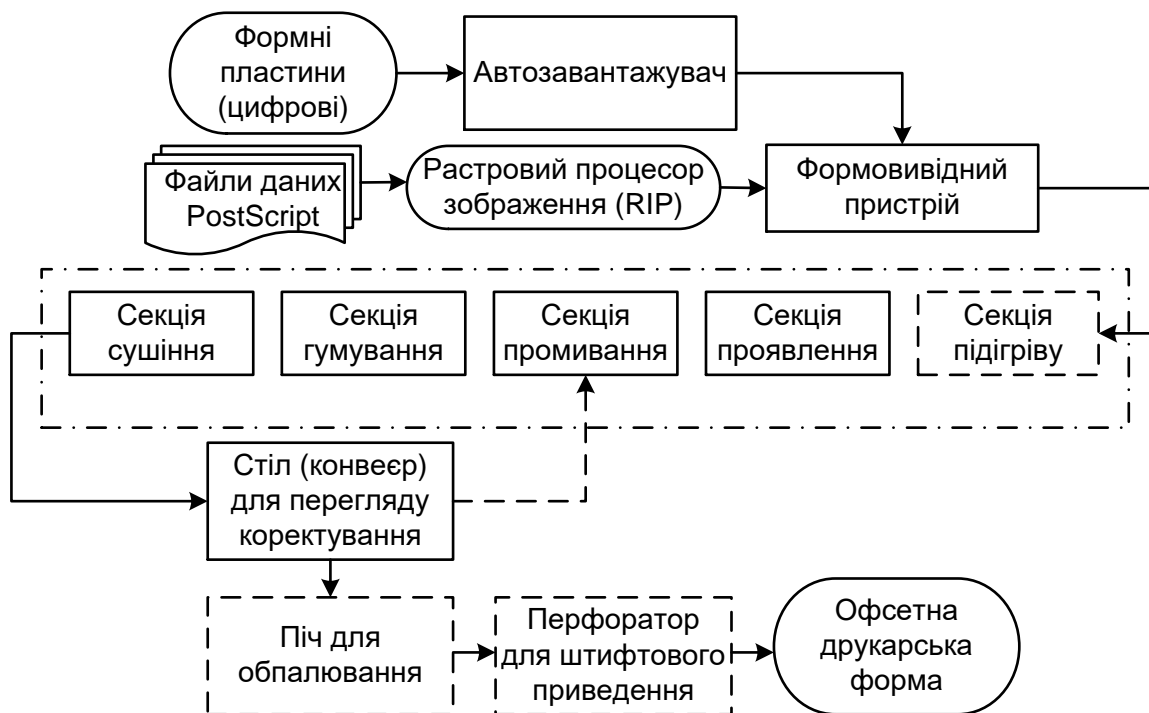 Формні
пластини
(цифрові)
Автозавантажувач
Файли даних
PostScript
Растровий процесор
зображення (RIP)
Формовивідний
пристрій
Секція
сушіння
Секція
гумування
Секція
промивання
Секція
проявлення
Секція
підігріву
Стіл (конвеєр)
для перегляду
коректування
Піч для
обпалювання
Перфоратор
для штифтового
приведення
Офсетна
друкарська
форма